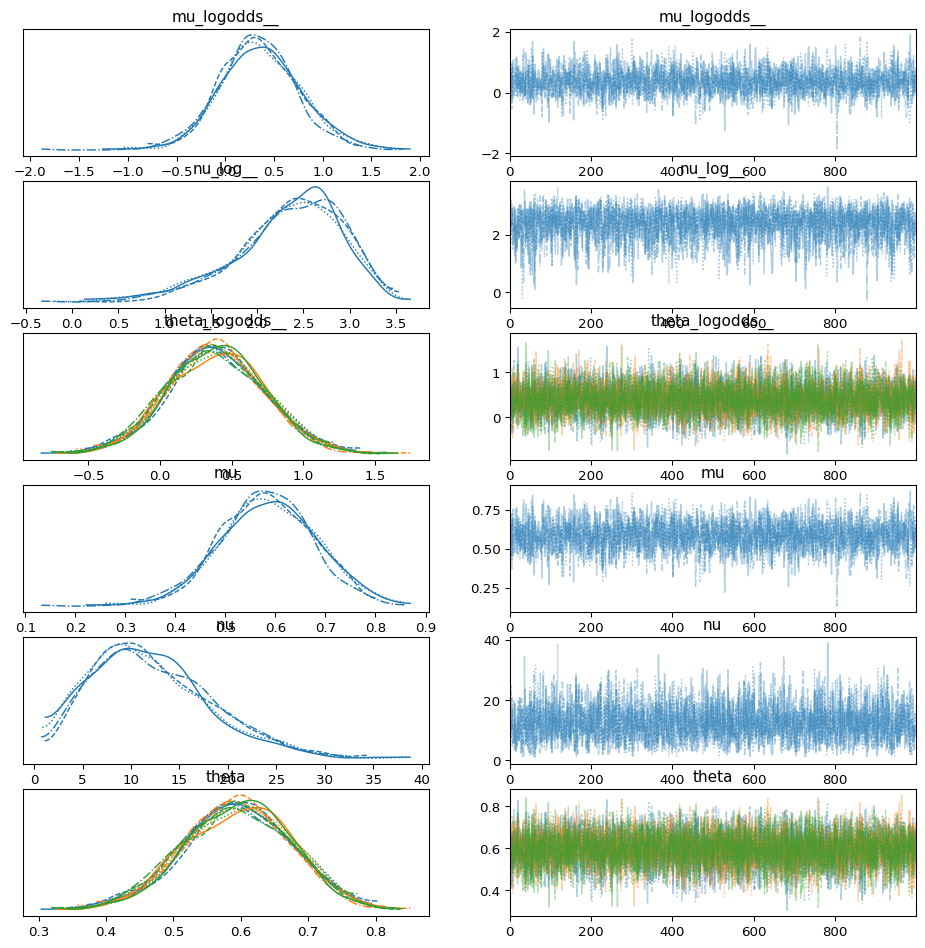 mu_logodds__ mu_logodds__
2
0
−2
−2.0 −1.5 −1.0 −0.5 0.0 0.5 1.0 1.5 2.0 0 200 400 600 800
nu_log__ nu_log__
2
0
−0.5 0.0 0.5 1.0 1.5 2.0 2.5 3.0 3.5 0 200 400 600 800
theta_logodds__ theta_logodds__
1
0
−0.5 0.0 0.5 1.0 1.5 0 200 400 600 800
mu mu
0.75
0.50
0.25
0.1 0.2 0.3 0.4 0.5 0.6 0.7 0.8 0.9 0 200 400 600 800
nu nu
40
20
0
0 5 10 15 20 25 30 35 40 0 200 400 600 800
theta theta
0.8
0.6
0.4
0.3 0.4 0.5 0.6 0.7 0.8 0 200 400 600 800